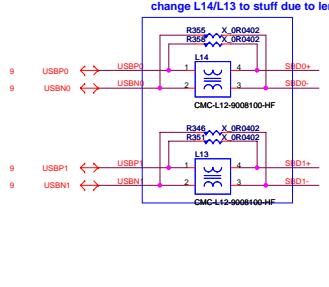 change L14/L13 to stuff due to le
R355 X_0R0402
R358 X_0R0402
L14
9 USBP0 USBP0 1 4 SBD0+
9 USBN0 USBN0 2 3 SBD0-
CMC-L12-9008100-HF
R346 X_0R0402
R351 X_0R0402
L13
9 USBP1 USBP1 1 4 SBD1+
9 USBN1 USBN1 2 3 SBD1-
CMC-L12-9008100-HF